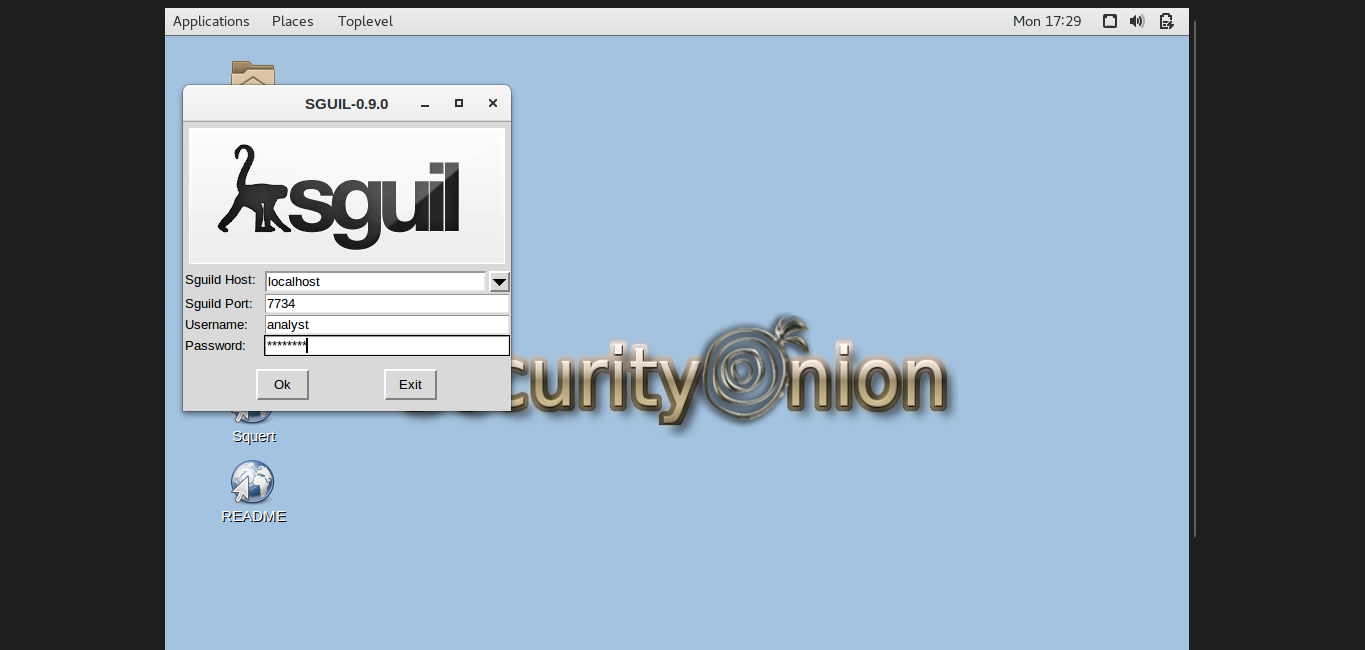 Applications Places Toplevel Mon 17:29
SGUIL-0.9.0
sguil
Sguild Host: localhost
Sguild Port: 7734
Username: analyst
Password: ********
Ok Exit
curity Onion
Squert
README